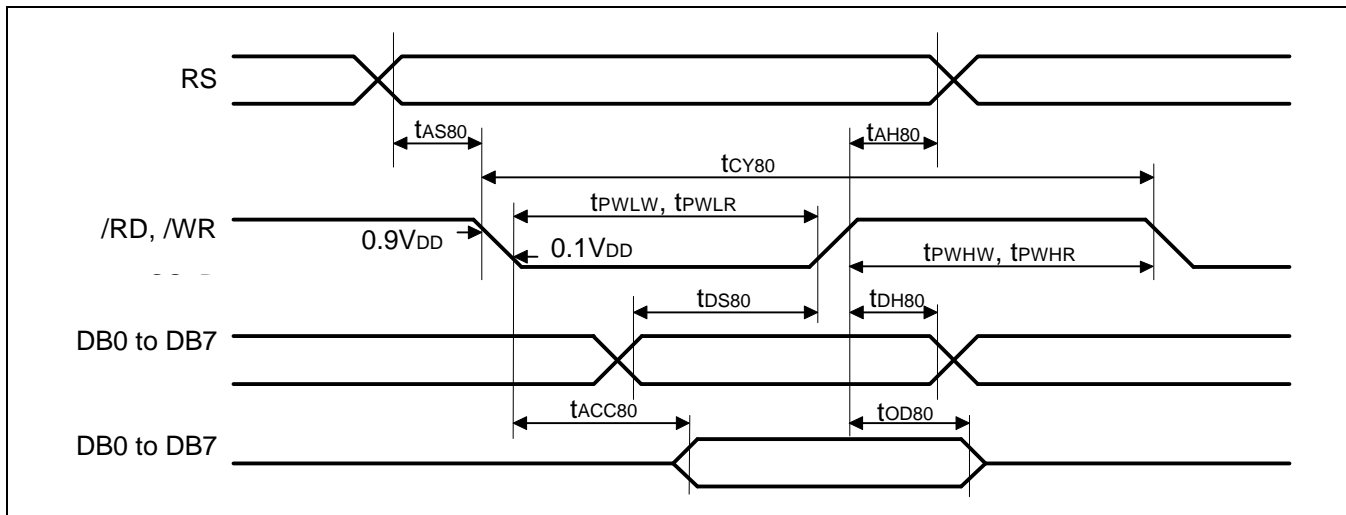 RS
tAS80
tAH80
tCY80
tPWLW, tPWLR
/RD, /WR
0.9VDD
0.1VDD
tPWHW, tPWHR
tDS80
tDH80
DB0 to DB7
tACC80
tOD80
DB0 to DB7